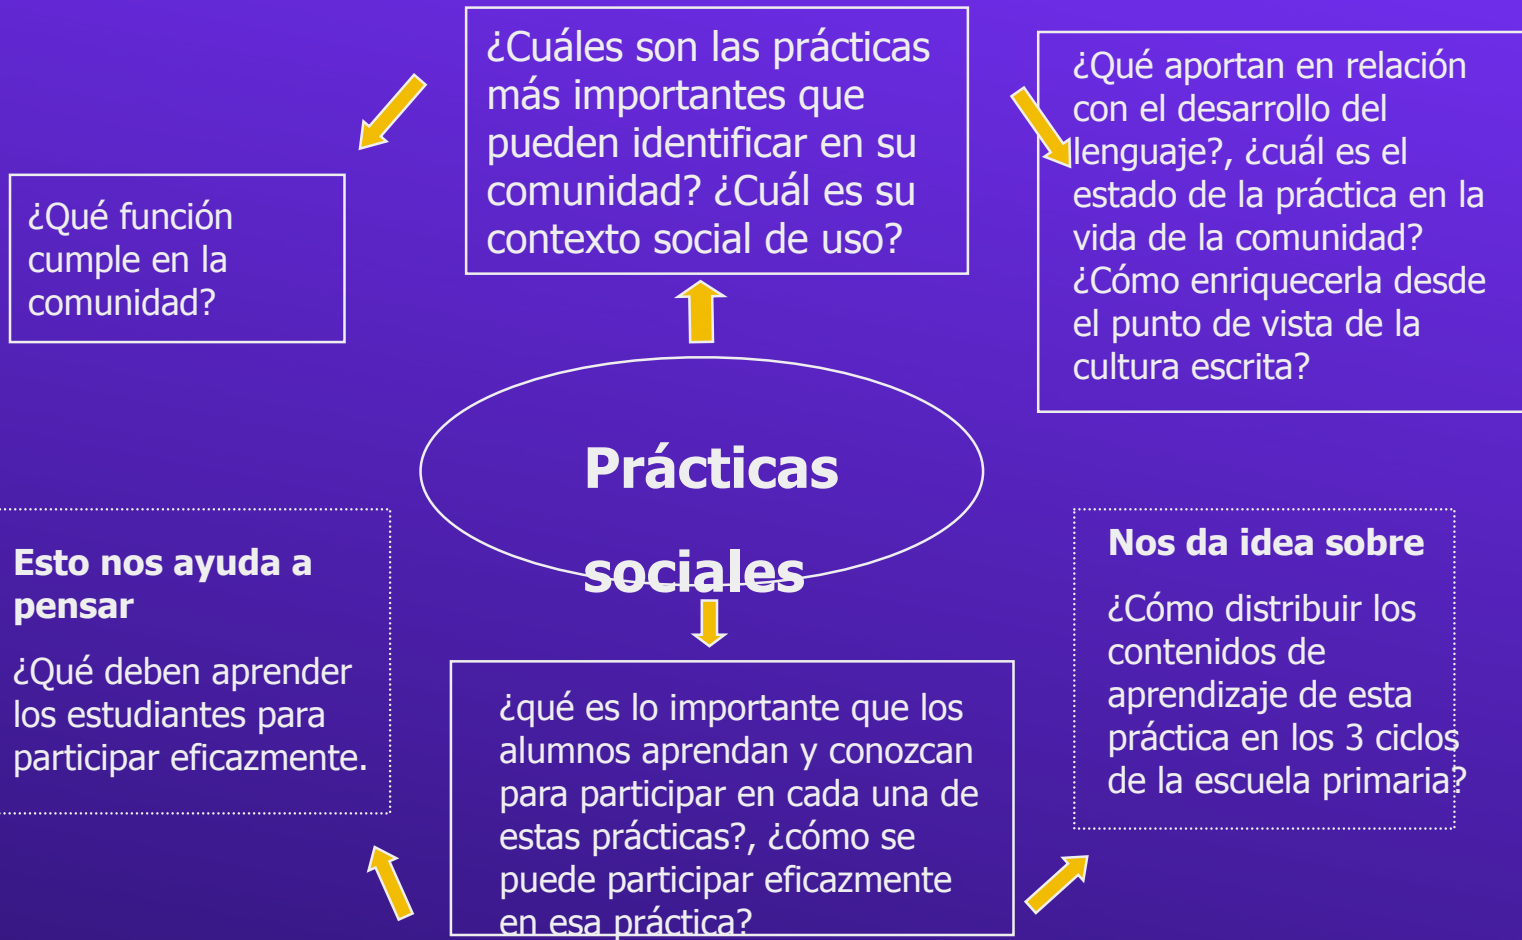 ¿Cuáles son las prácticas
más importantes que
pueden identificar en su
comunidad? ¿Cuál es su
contexto social de uso?
¿Qué aportan en relación
con el desarrollo del
lenguaje?, ¿cuál es el
estado de la práctica en la
vida de la comunidad?
¿Cómo enriquecerla desde
el punto de vista de la
cultura escrita?
¿Qué función
cumple en la
comunidad?
Prácticas
sociales
Esto nos ayuda a
pensar
¿Qué deben aprender
los estudiantes para
participar eficazmente.
Nos da idea sobre
¿Cómo distribuir los
contenidos de
aprendizaje de esta
práctica en los 3 ciclos
de la escuela primaria?
¿qué es lo importante que los
alumnos aprendan y conozcan
para participar en cada una de
estas prácticas?, ¿cómo se
puede participar eficazmente
en esa práctica?